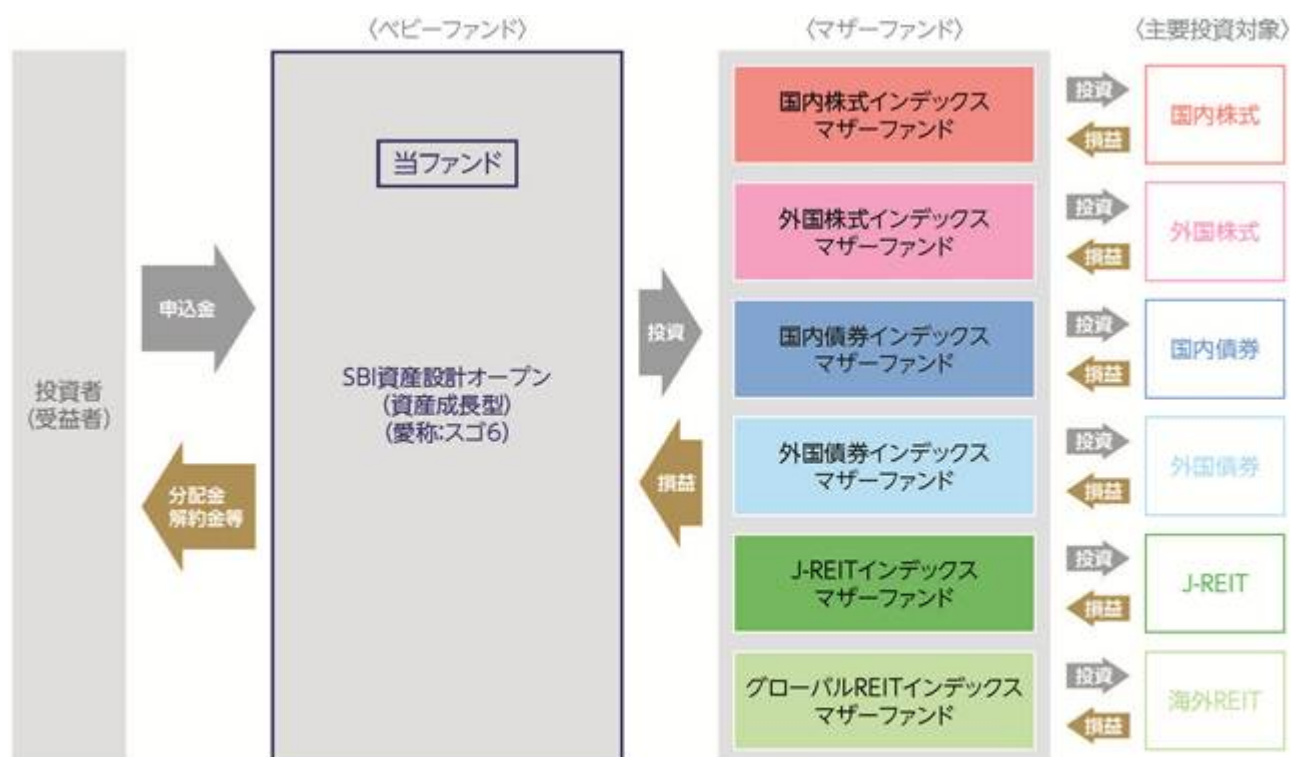 〈ベビーファンド〉
〈マザーファンド〉
〈主要投資対象〉
投資者
(受益者)
申込金
分配金
解約金等
当ファンド
SBI資産設計オープン
(資産成長型)
(愛称:スゴ6)
投資
損益
国内株式インデックス
マザーファンド
投資
損益
国内株式
外国株式インデックス
マザーファンド
投資
損益
外国株式
国内債券インデックス
マザーファンド
投資
損益
国内債券
外国債券インデックス
マザーファンド
投資
損益
外国債券
J-REITインデックス
マザーファンド
投資
損益
J-REIT
グローバルREITインデックス
マザーファンド
投資
損益
海外REIT